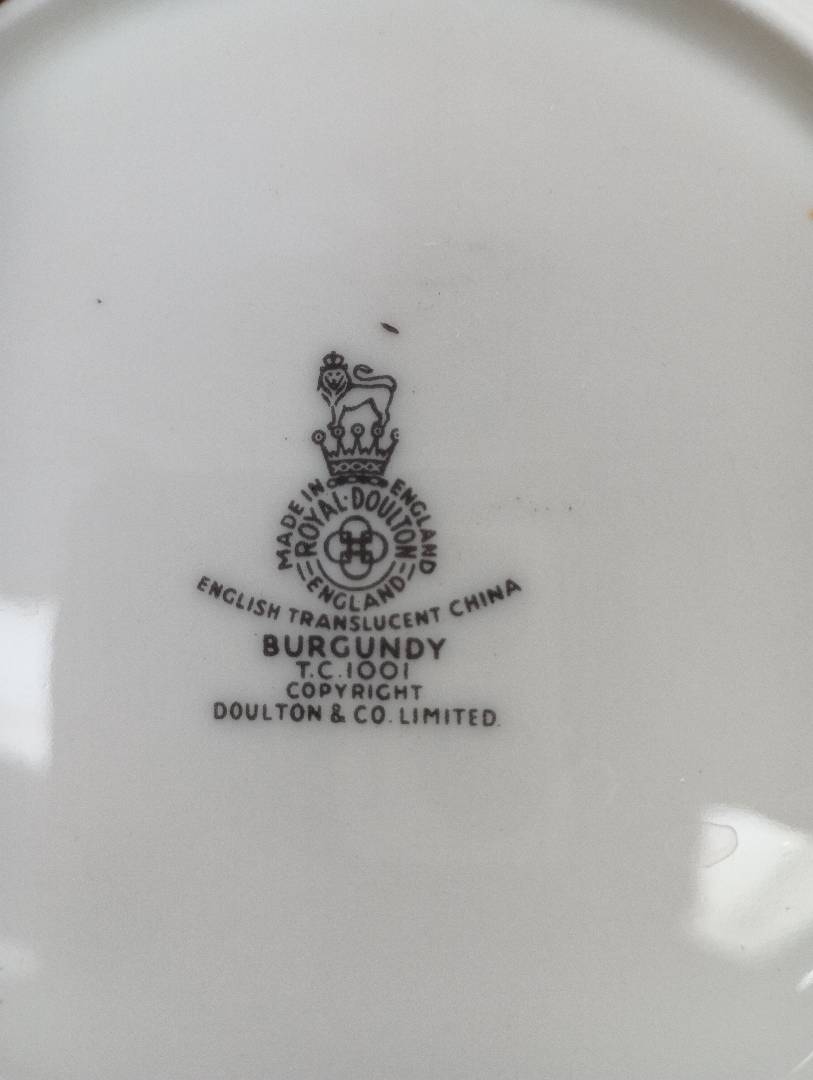 MADE IN ENGLAND
ROYAL·DOULTON
ENGLAND
ENGLISH TRANSLUCENT CHINA
BURGUNDY
T.C.1001
COPYRIGHT
DOULTON & CO. LIMITED.